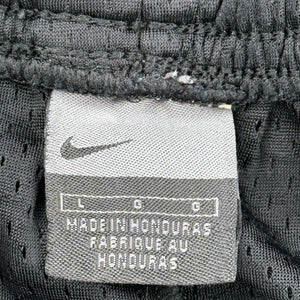 L G G
MADE IN HONDURAS
FABRIQUE AU
HONDURAS